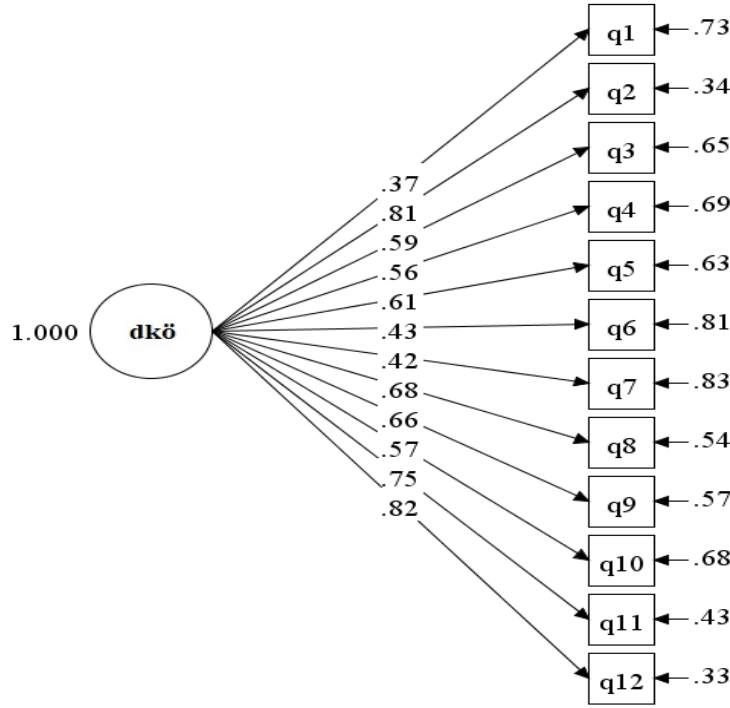 q1 .73
q2 .34
q3 .65
.37
q4 .69
.81
.59
q5 .63
.56
.61
1.000 dkö .43 q6 .81
.42
q7 .83
.68
.66
q8 .54
.57
.75
q9 .57
.82
q10 .68
q11 .43
q12 .33